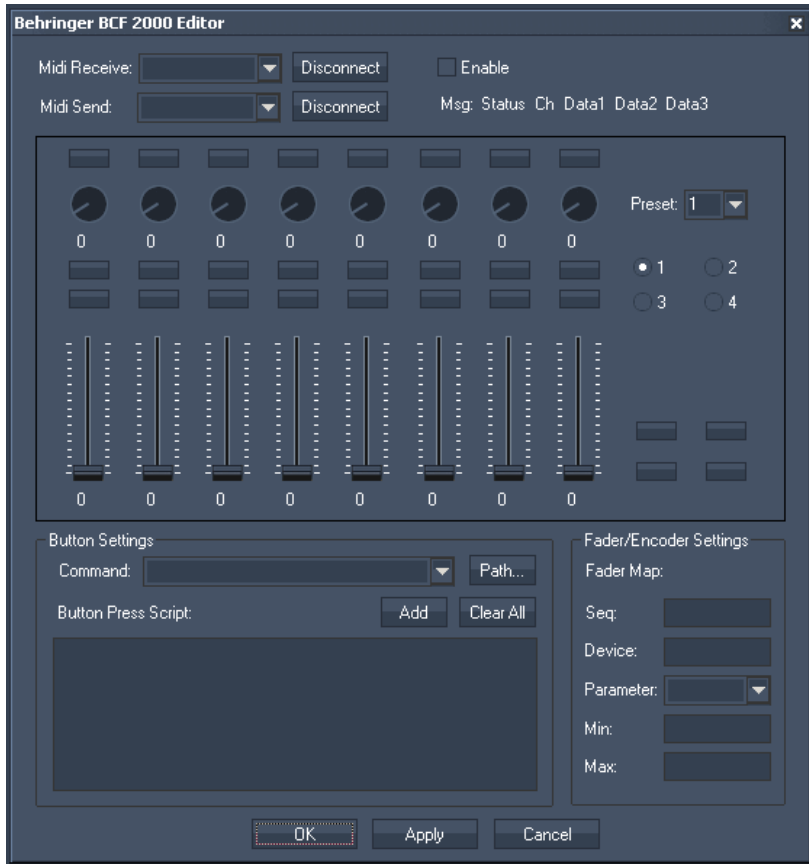 Behringer BCF 2000 Editor
Midi Receive: Disconnect Enable
Midi Send: Disconnect Msg: Status Ch Data1 Data2 Data3
Preset: 1
0 0 0 0 0 0 0 0
1 2
3 4
0 0 0 0 0 0 0 0
Button Settings
Command: Path...
Button Press Script: Add Clear All
Fader/Encoder Settings
Fader Map:
Seq:
Device:
Parameter:
Min:
Max:
OK Apply Cancel